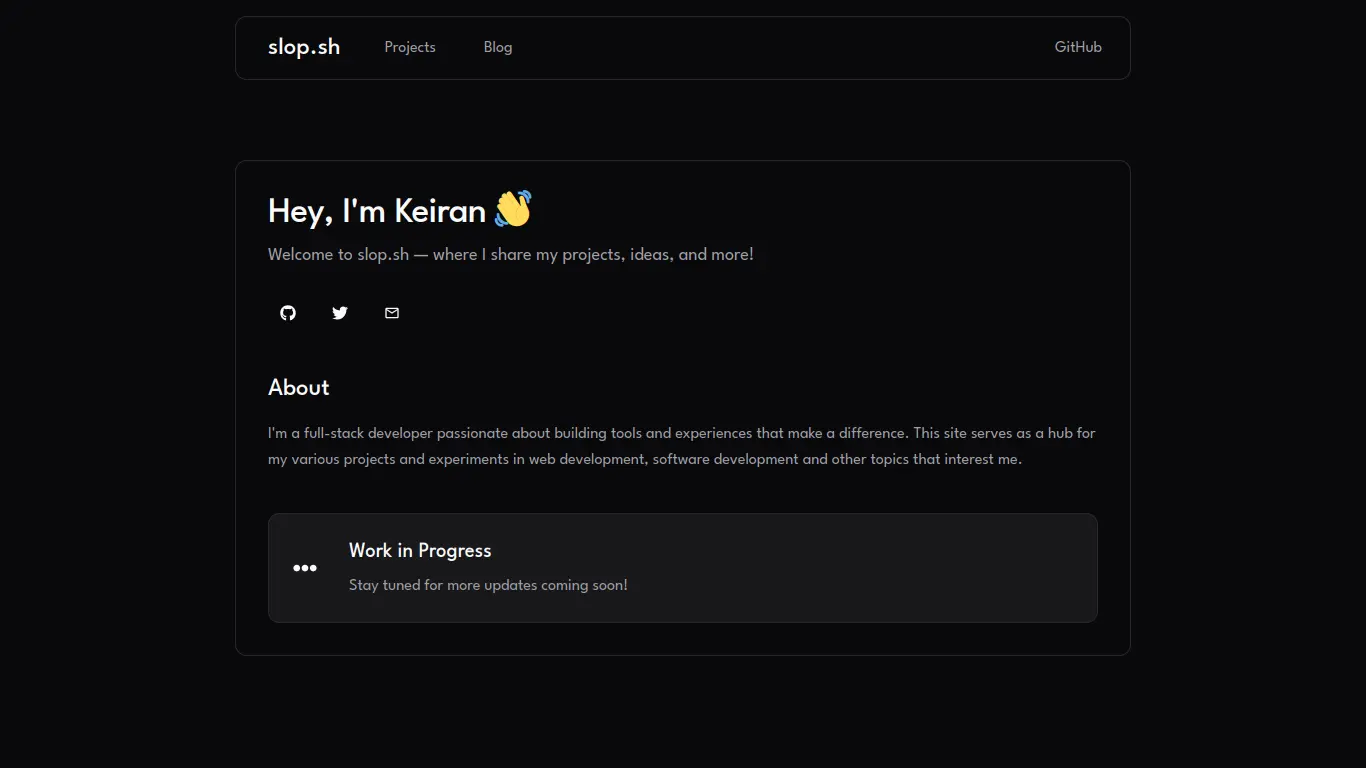 slop.sh Projects Blog GitHub
Hey, I'm Keiran 👋
Welcome to slop.sh — where I share my projects, ideas, and more!
About
I'm a full-stack developer passionate about building tools and experiences that make a difference. This site serves as a hub for
my various projects and experiments in web development, software development and other topics that interest me.
Work in Progress
Stay tuned for more updates coming soon!